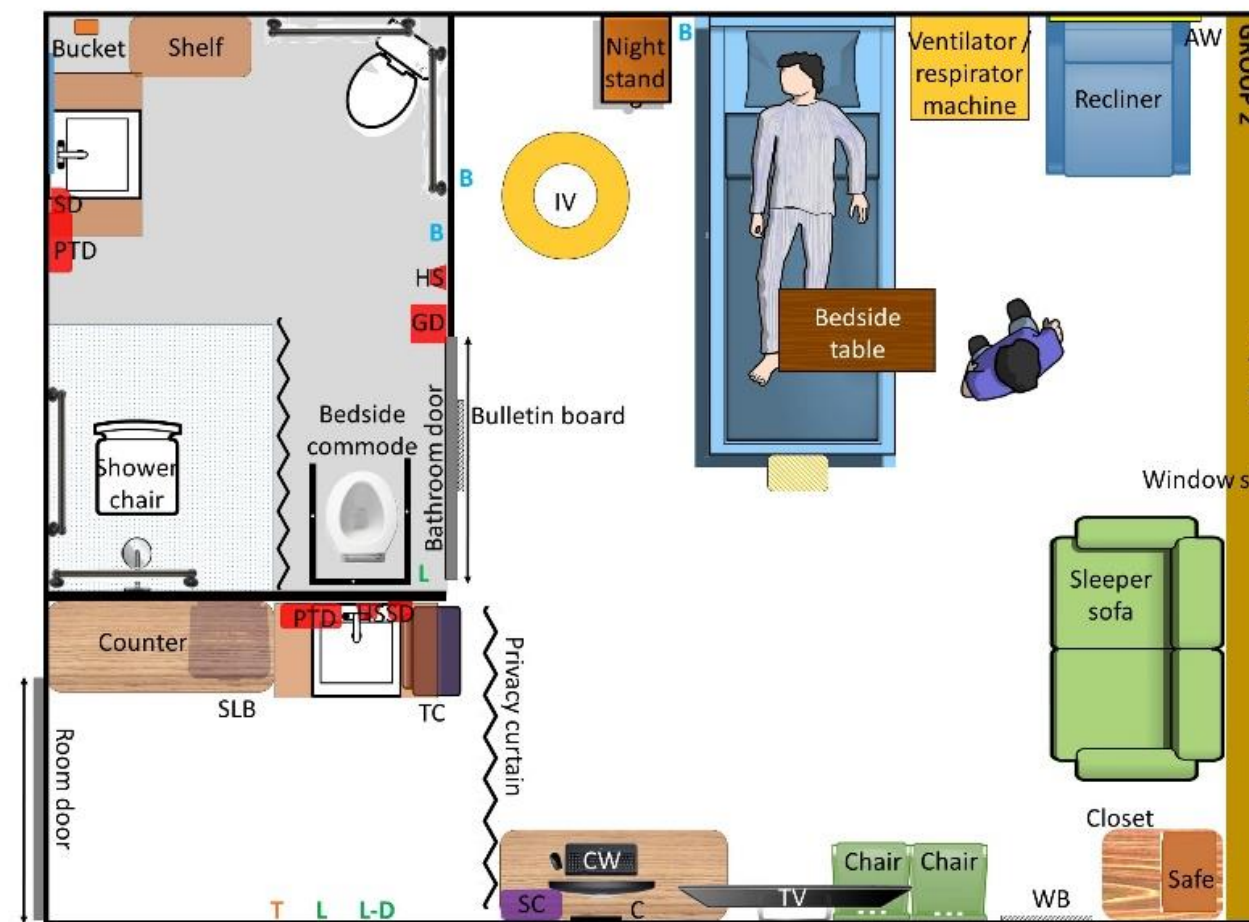 Bucket
Shelf
Night
stand
B
Ventilator /
respirator
machine
AW
Recliner
GROUP 2
B
SD
IV
B
PTD
HS
GD
Bedside
table
Bathroom door
Bulletin board
Bedside
commode
Shower
chair
Window s
L
Sleeper
sofa
PTD
HS
SD
Counter
SLB
TC
Privacy curtain
Room door
Closet
CW
Chair
Chair
Safe
TV
WB
T
L
L-D
SC
C